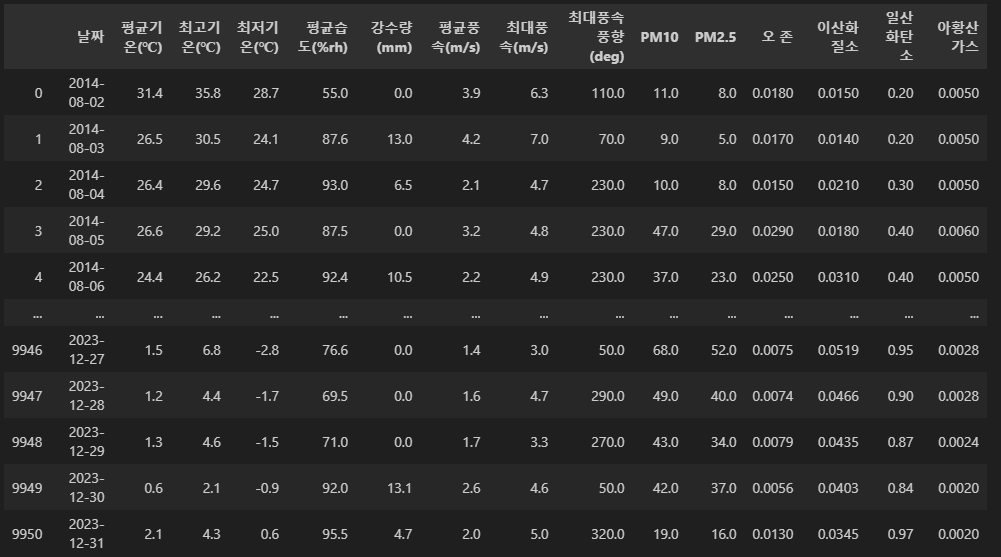 날짜 평균기온(℃) 최고기온(℃) 최저기온(℃) 평균습도(%rh) 강수량(mm) 평균풍속(m/s) 최대풍속(m/s) 최대풍속풍향(deg) PM10 PM2.5 오 존 이산화질소 일산화탄소 아황산가스
0 2014-08-02 31.4 35.8 28.7 55.0 0.0 3.9 6.3 110.0 11.0 8.0 0.0180 0.0150 0.20 0.0050
1 2014-08-03 26.5 30.5 24.1 87.6 13.0 4.2 7.0 70.0 9.0 5.0 0.0170 0.0140 0.20 0.0050
2 2014-08-04 26.4 29.6 24.7 93.0 6.5 2.1 4.7 230.0 10.0 8.0 0.0150 0.0210 0.30 0.0050
3 2014-08-05 26.6 29.2 25.0 87.5 0.0 3.2 4.8 230.0 47.0 29.0 0.0290 0.0180 0.40 0.0060
4 2014-08-06 24.4 26.2 22.5 92.4 10.5 2.2 4.9 230.0 37.0 23.0 0.0250 0.0310 0.40 0.0050
... ... ... ... ... ... ... ... ... ... ... ... ... ... ... ...
9946 2023-12-27 1.5 6.8 -2.8 76.6 0.0 1.4 3.0 50.0 68.0 52.0 0.0075 0.0519 0.95 0.0028
9947 2023-12-28 1.2 4.4 -1.7 69.5 0.0 1.6 4.7 290.0 49.0 40.0 0.0074 0.0466 0.90 0.0028
9948 2023-12-29 1.3 4.6 -1.5 71.0 0.0 1.7 3.3 270.0 43.0 34.0 0.0079 0.0435 0.87 0.0024
9949 2023-12-30 0.6 2.1 -0.9 92.0 13.1 2.6 4.6 50.0 42.0 37.0 0.0056 0.0403 0.84 0.0020
9950 2023-12-31 2.1 4.3 0.6 95.5 4.7 2.0 5.0 320.0 19.0 16.0 0.0130 0.0345 0.97 0.0020